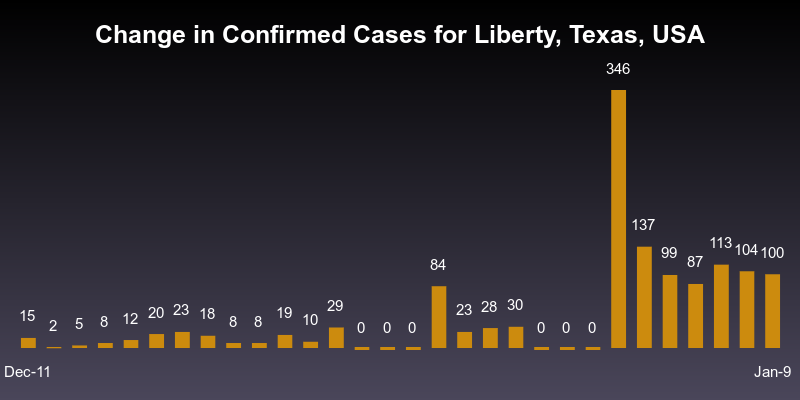 Change in Confirmed Cases for Liberty, Texas, USA
15 2 5 8 12 20 23 18 8 8 19 10 29 0 0 0 84 23 28 30 0 0 0 346 137 99 87 113 104 100
Dec-11 Jan-9